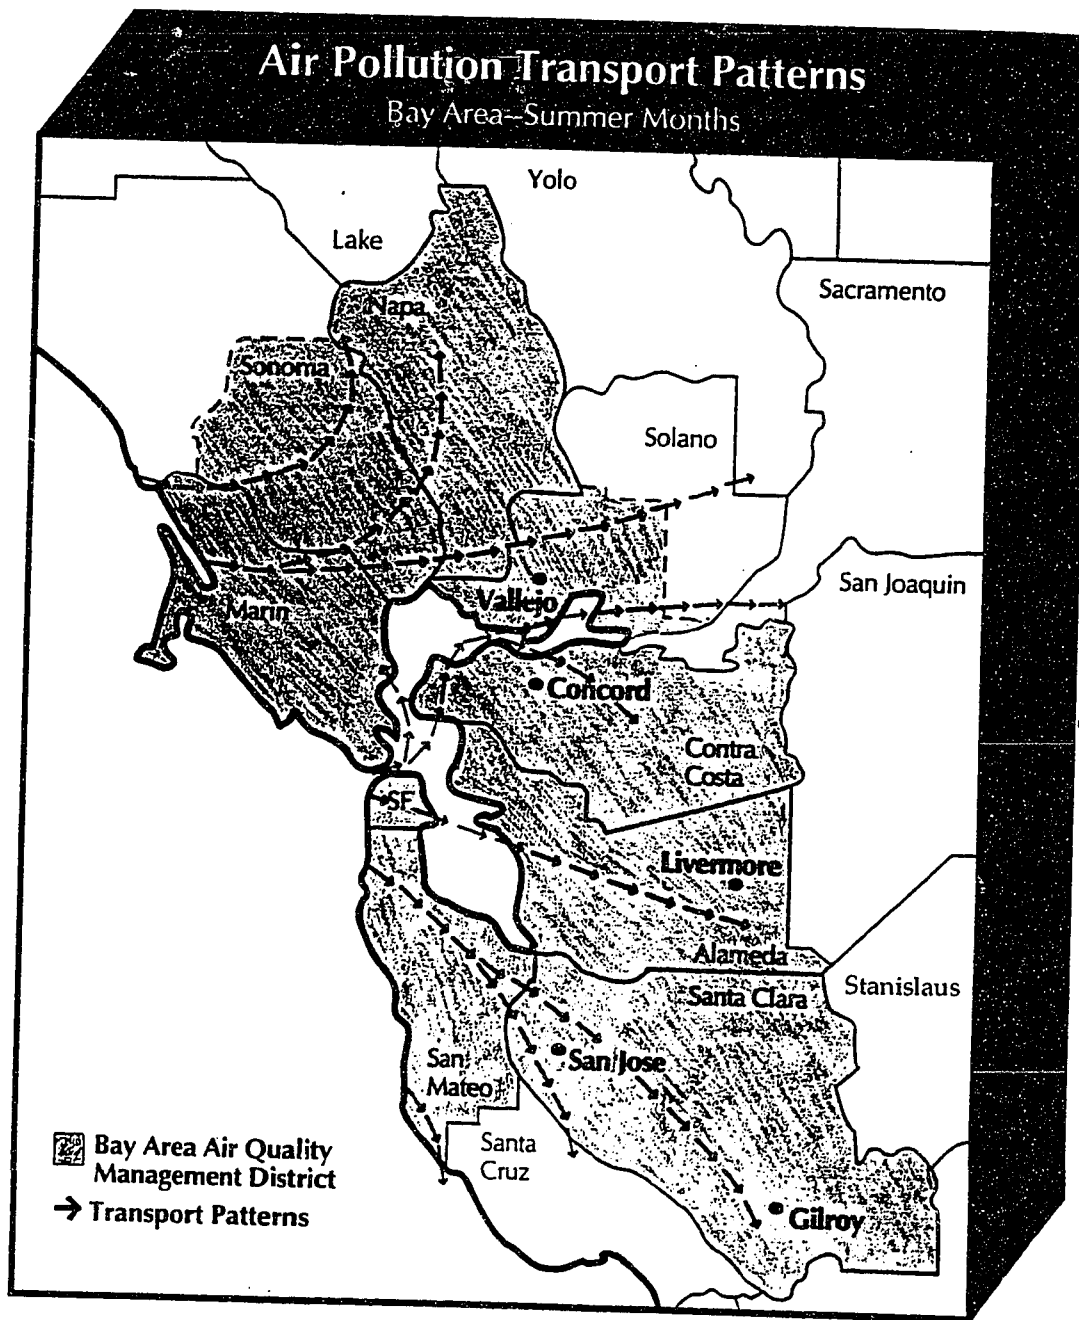 Air Pollution Transport Patterns
Bay Area--Summer Months
Yolo
Lake
Sacramento
Napa
Sonoma
Solano
San Joaquin
Vallejo
Marin
Concord
Contra
Costa
SF
Livermore
Alameda
Stanislaus
Santa Clara
San Jose
San
Mateo
Santa
Cruz
Gilroy
Bay Area Air Quality
Management District
Transport Patterns